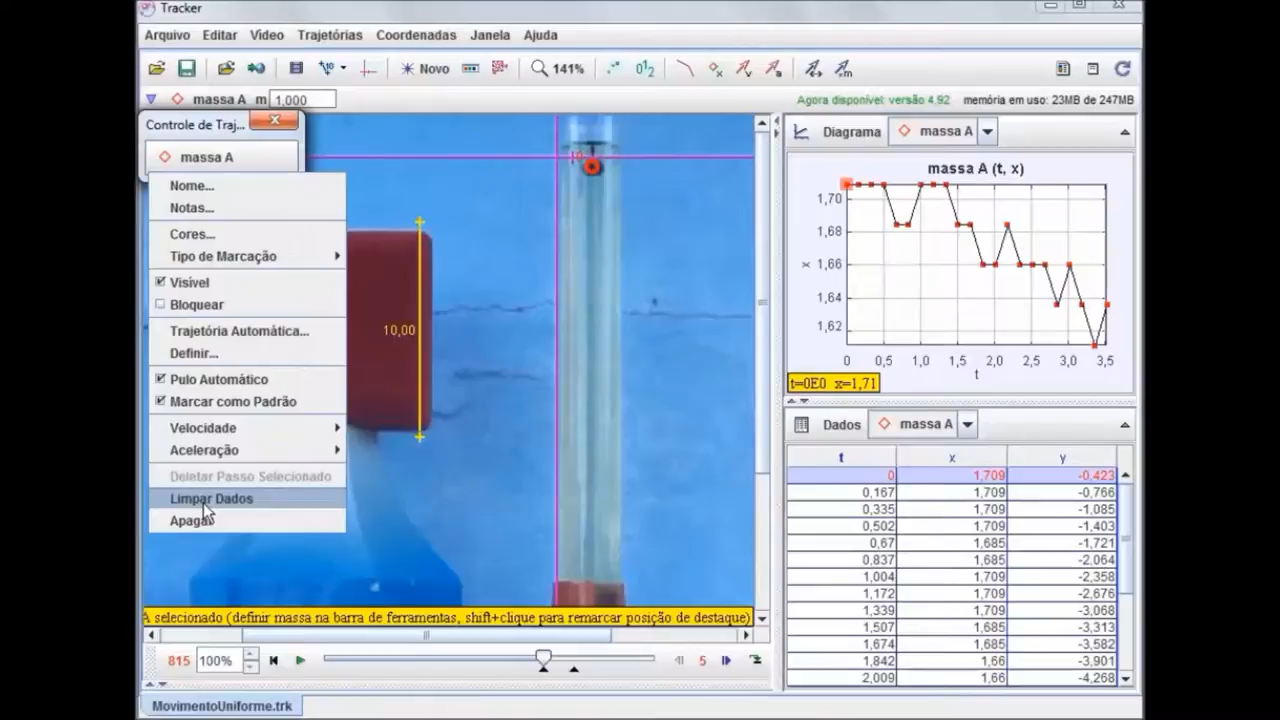 Tracker
Arquivo Editar Vídeo Trajetórias Coordenadas Janela Ajuda
Novo 141%
massa A m 1,000 Agora disponível: versão 4.92 memória em uso: 23MB de 247MB
Controle de Traj...
massa A
Nome...
Notas...
Cores...
Tipo de Marcação
Visível
Bloquear
Trajetória Automática...
Definir...
Pulo Automático
Marcar como Padrão
Velocidade
Aceleração
Deletar Passo Selecionado
Limpar Dados
Apagar
10,00
A selecionado (definir massa na barra de ferramentas, shift+clique para remarcar posição de destaque)
815 100% 5
MovimentoUniforme.trk
Diagrama massa A
massa A (t, x)
1,70
1,68
x 1,66
1,64
1,62
0 0,5 1,0 1,5 2,0 2,5 3,0 3,5
t
t=0E0 x=1,71
Dados massa A
t x y
0 1,709 -0,423
0,167 1,709 -0,766
0,335 1,709 -1,085
0,502 1,709 -1,403
0,67 1,685 -1,721
0,837 1,685 -2,064
1,004 1,709 -2,358
1,172 1,709 -2,676
1,339 1,709 -3,068
1,507 1,685 -3,313
1,674 1,685 -3,582
1,842 1,66 -3,901
2,009 1,66 -4,268